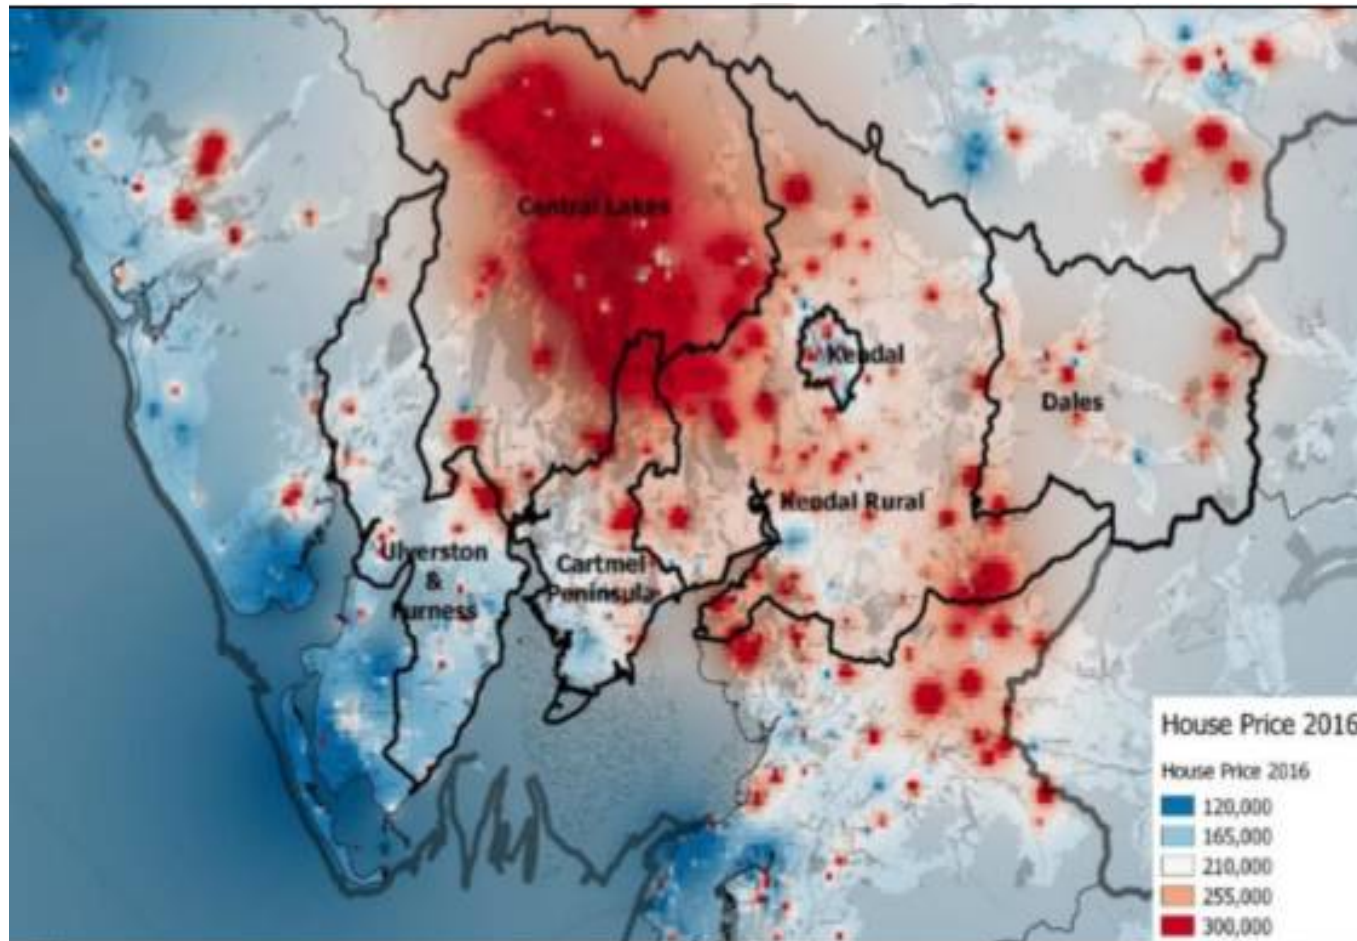 Central Lakes
Kendal
Dales
Kendal Rural
Ulverston
&
Furness
Cartmel
Peninsula
House Price 2016
House Price 2016
120,000
165,000
210,000
255,000
300,000